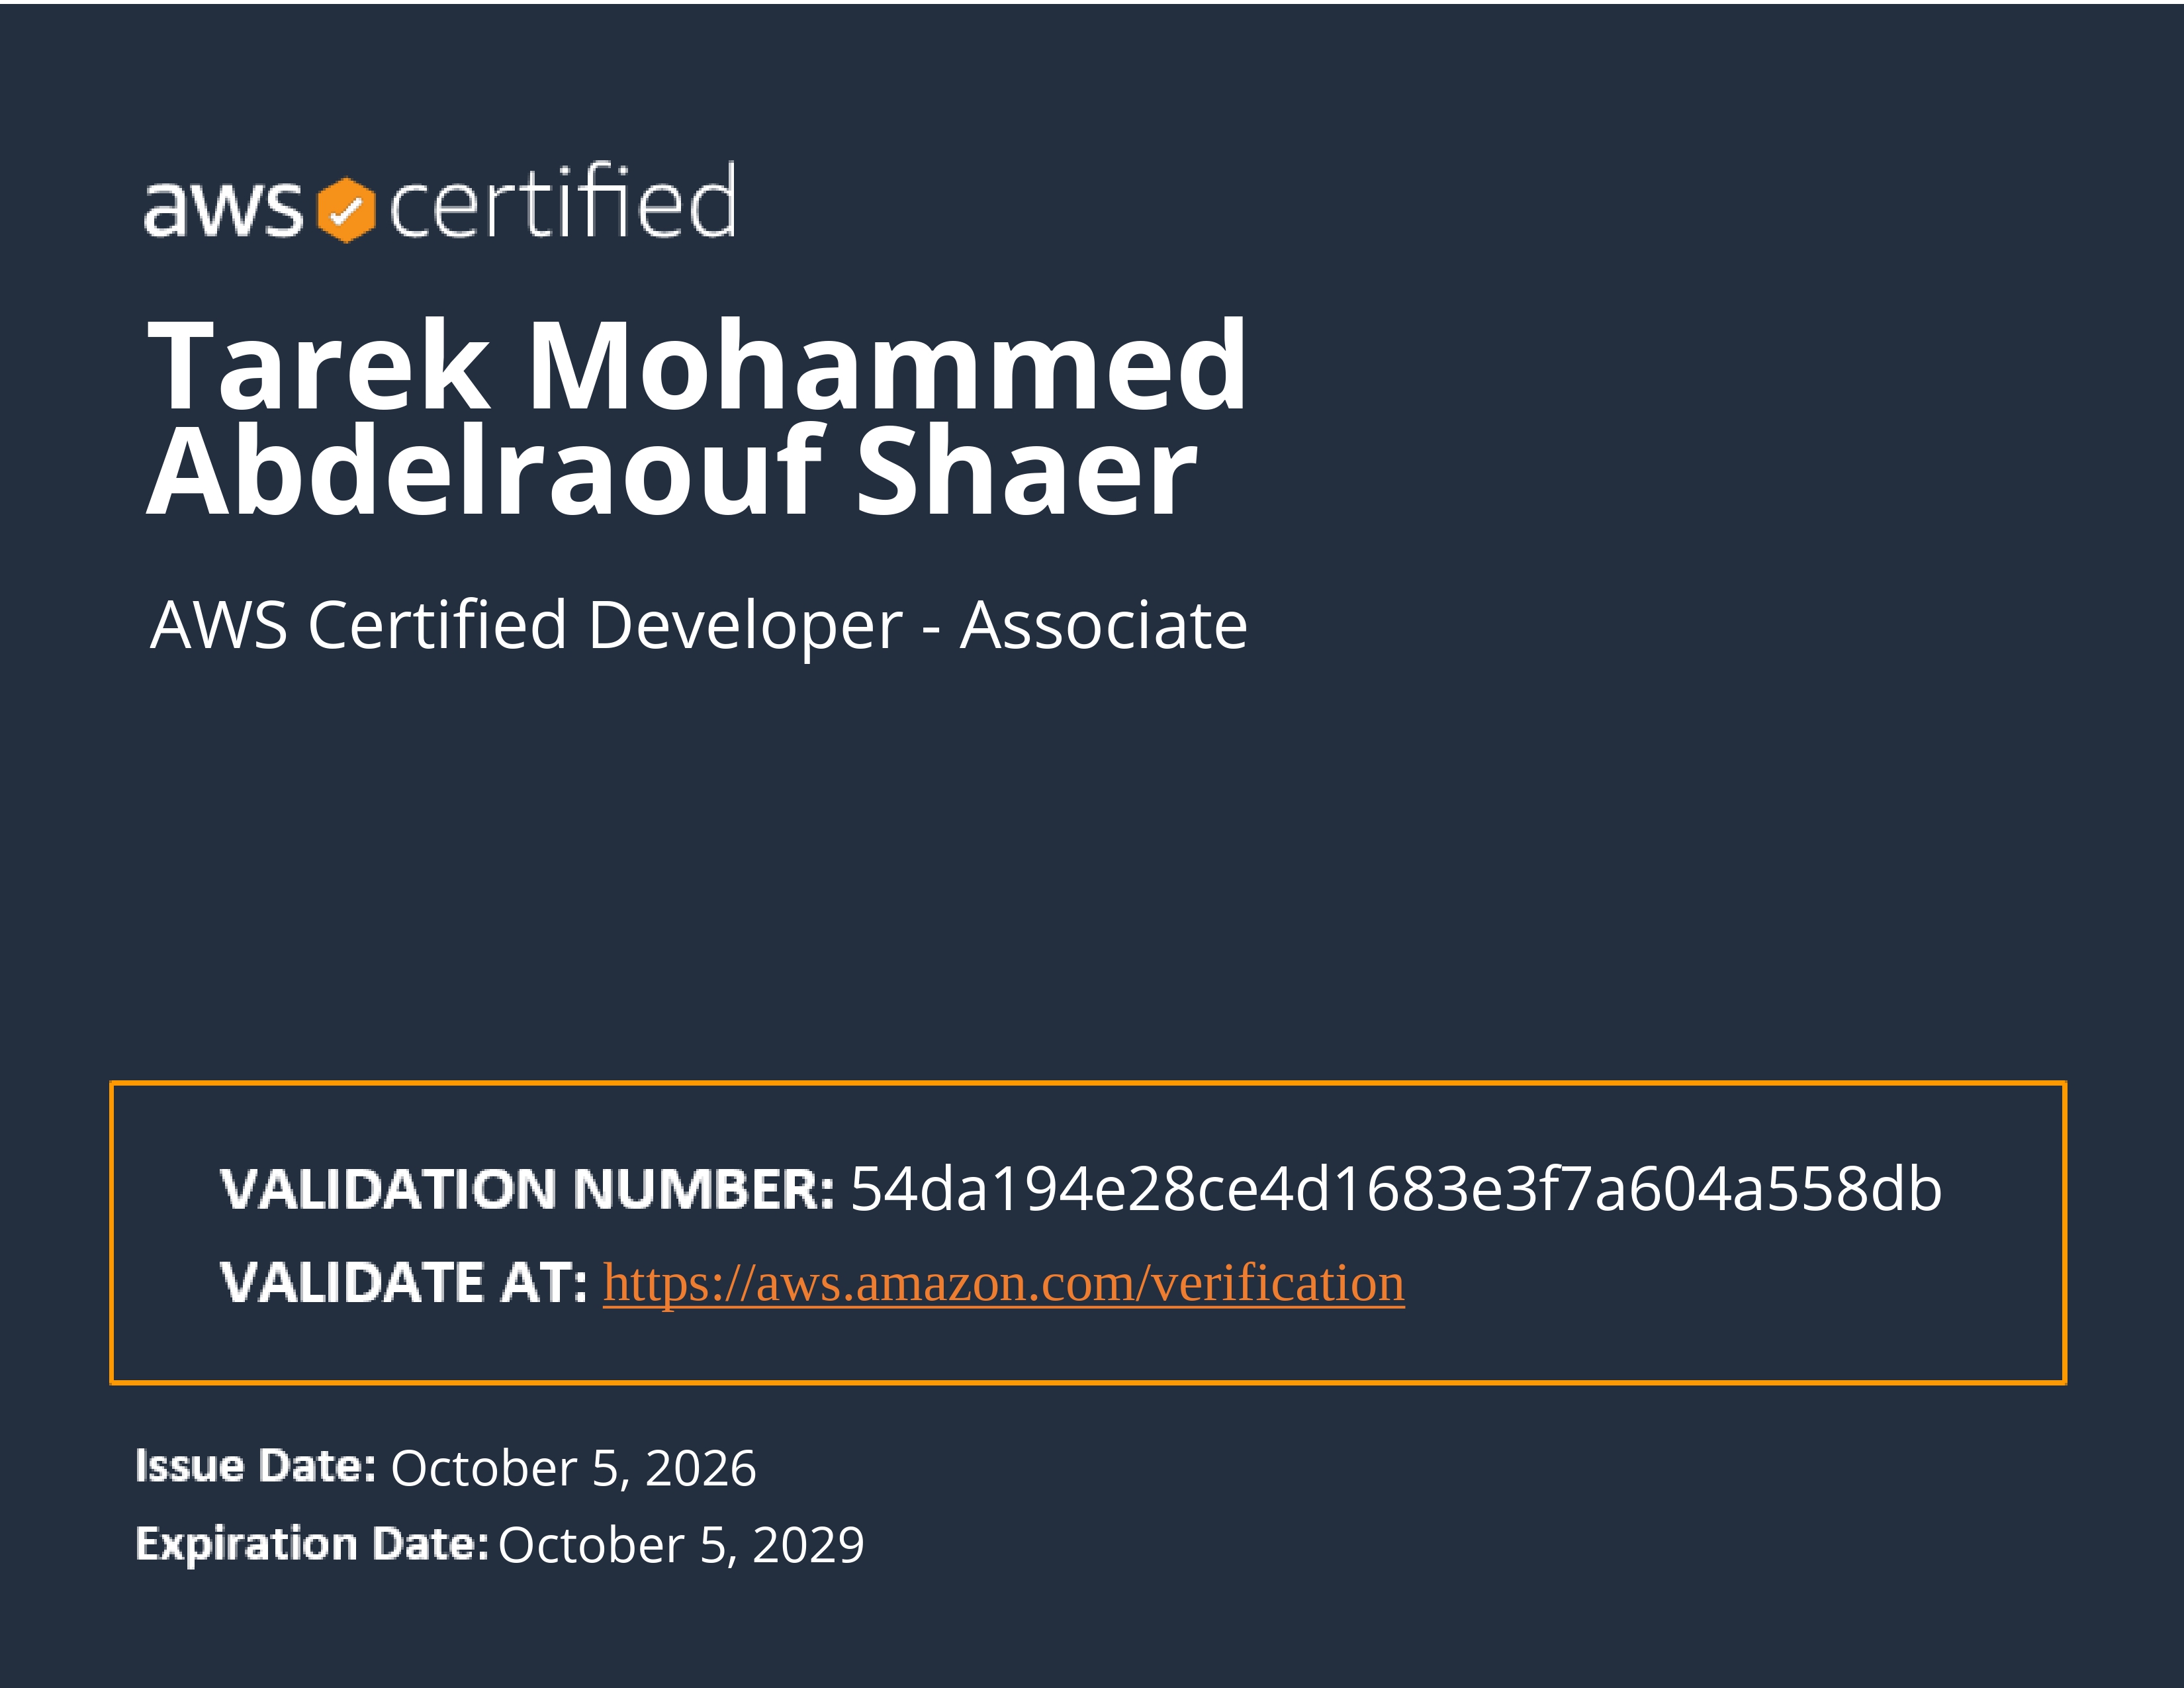 aws certified
Tarek Mohammed
Abdelraouf Shaer
AWS Certified Developer - Associate
VALIDATION NUMBER: 54da194e28ce4d1683e3f7a604a558db
VALIDATE AT: https://aws.amazon.com/verification
Issue Date: October 5, 2026
Expiration Date: October 5, 2029